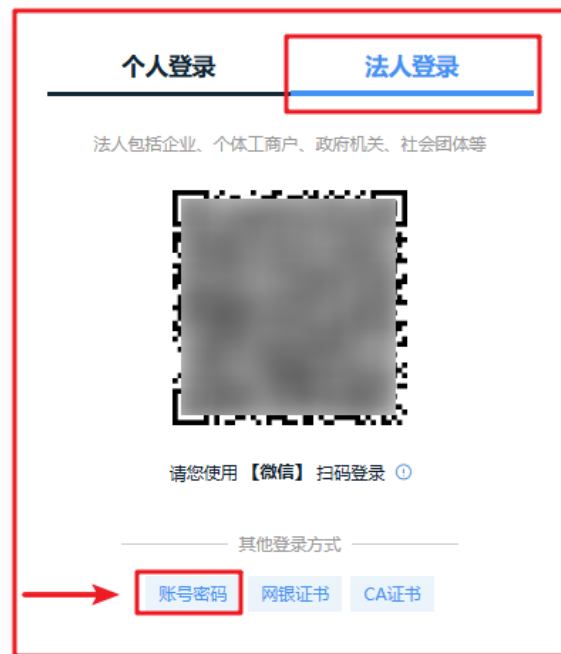 个人登录 法人登录
法人包括企业、个体工商户、政府机关、社会团体等
请您使用 【微信】 扫码登录
其他登录方式
账号密码 网银证书 CA证书